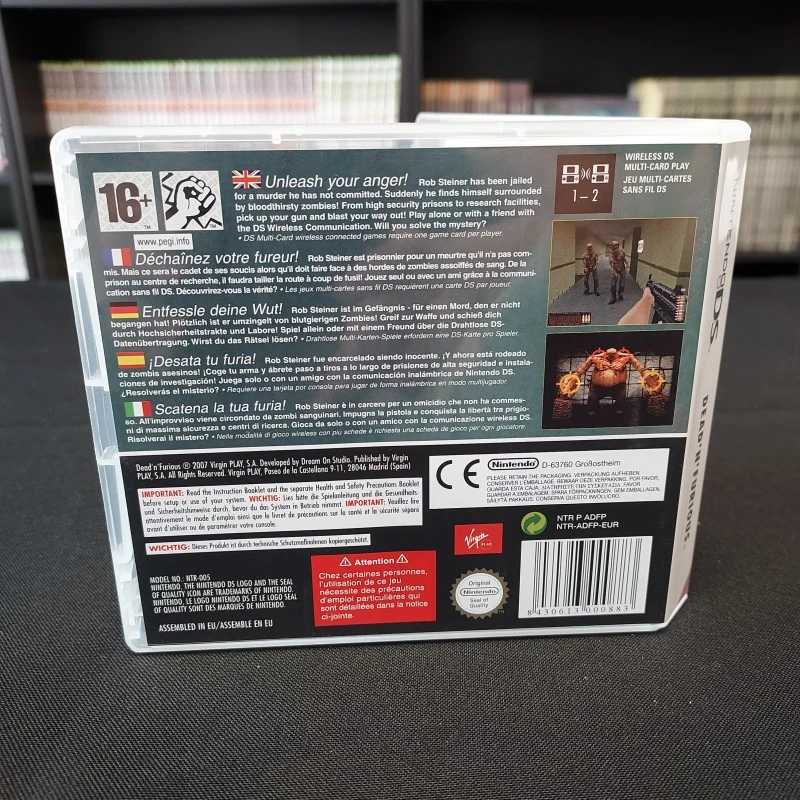 16+
www.pegi.info
Unleash your anger! Rob Steiner has been jailed
for a murder he has not committed. Suddenly he finds himself surrounded
by bloodthirsty zombies! From high security prisons to research facilities,
pick up your gun and blast your way out! Play alone or with a friend with
the DS Wireless Communication. Will you solve the mystery?
• DS Multi-Card wireless connected games require one game card per player.
WIRELESS DS
MULTI-CARD PLAY
JEU MULTI-CARTES
SANS FIL DS
1-2
Déchaînez votre fureur! Rob Steiner est prisonnier pour un meurtre qu'il n'a pas com-
mis. Mais ce sera le cadet de ses soucis alors qu'il doit faire face à des hordes de zombies assoiffés de sang. De la
prison au centre de recherche, il faudra tailler la route à coup de fusil! Jouez seul ou avec un ami grâce à la communi-
cation sans fil DS. Découvrirez-vous la vérité? • Les jeux multi-cartes sans fil DS requièrent une carte DS par joueur.
Entfessle deine Wut! Rob Steiner ist im Gefängnis - für einen Mord, den er nicht
begangen hat! Plötzlich ist er umzingelt von blutgierigen Zombies! Greif zur Waffe und schieß dich
durch Hochsicherheitstrakte und Labore! Spiel allein oder mit einem Freund über die Drahtlose DS-
Datenübertragung. Wirst du das Rätsel lösen? • Drahtlose Multi-Karten-Spiele erfordern eine DS-Karte pro Spieler.
¡Desata tu furia! Rob Steiner fue encarcelado siendo inocente. ¡Y ahora está rodeado
de zombis asesinos! ¡Coge tu arma y ábrete paso a tiros a lo largo de prisiones de alta seguridad e instala-
ciones de investigación! Juega solo o con un amigo con la comunicación inalámbrica de Nintendo DS.
¿Resolverás el misterio? • Requiere una tarjeta por consola para jugar de forma inalámbrica en modo multijugador.
Scatena la tua furia! Rob Steiner è in carcere per un omicidio che non ha commes-
so. All'improvviso viene circondato da zombi sanguinari. Impugna la pistola e conquista la libertà tra prigio-
ni di massima sicurezza e centri di ricerca. Gioca da solo o con un amico con la comunicazione wireless DS.
Risolverai il mistero? • Nella modalità di gioco wireless con più schede è richiesta una scheda de gioco per ogni giocatore.
Dead'n'Furious ® 2007 Virgin PLAY, S.A. Developed by Dream On Studio. Published by Virgin
PLAY, S.A. All Rights Reserved. Virgin PLAY, Paseo de la Castellana 9-11, 28046 Madrid (Spain)
IMPORTANT: Read the Instruction Booklet and the separate Health and Safety Precautions Booklet
before setup or use of your system. WICHTIG: Lies bitte die Spielanleitung und die Gesundheits-
und Sicherheitshinweise durch, bevor du das System in Betrieb nimmst. IMPORTANT: Veuillez lire
attentivement le mode d'emploi ainsi que le livret de précautions sur la santé et la sécurité séparé
avant d'utiliser ou de paramétrer votre console.
WICHTIG: Dieses Produkt ist durch technische Schutzmaßnahmen kopiergeschützt.
CE
Nintendo D-63760 Großostheim
PLEASE RETAIN THE PACKAGING. VERPACKUNG AUFHEBEN.
CONSERVER L'EMBALLAGE. BEWAAR DEZE VERPAKKING. POR FAVOR,
GUARDAR A EMBALAGEM. SPARA FÖRPACKNINGEN. GEM EMBALLAGEN.
SÄILYTÄ PAKKAUS. CONSERVA QUESTO INVOLUCRO.
MODEL NO.: NTR-005
NINTENDO, THE NINTENDO DS LOGO AND THE SEAL
OF QUALITY ICON ARE TRADEMARKS OF NINTENDO.
NINTENDO, LE LOGO NINTENDO DS ET LE LOGO SEAL
OF QUALITY SONT DES MARQUES DE NINTENDO.
ASSEMBLED IN EU/ASSEMBLE EN EU
Attention
Chez certaines personnes,
l'utilisation de ce jeu
nécessite des précautions
d'emploi particulières qui
sont détaillées dans la notice
ci-jointe.
Virgin
PLAY
Original
Nintendo
Seal of
Quality
NTR P ADFP
NTR-ADFP-EUR
8 430613 000883
NINTENDO DS